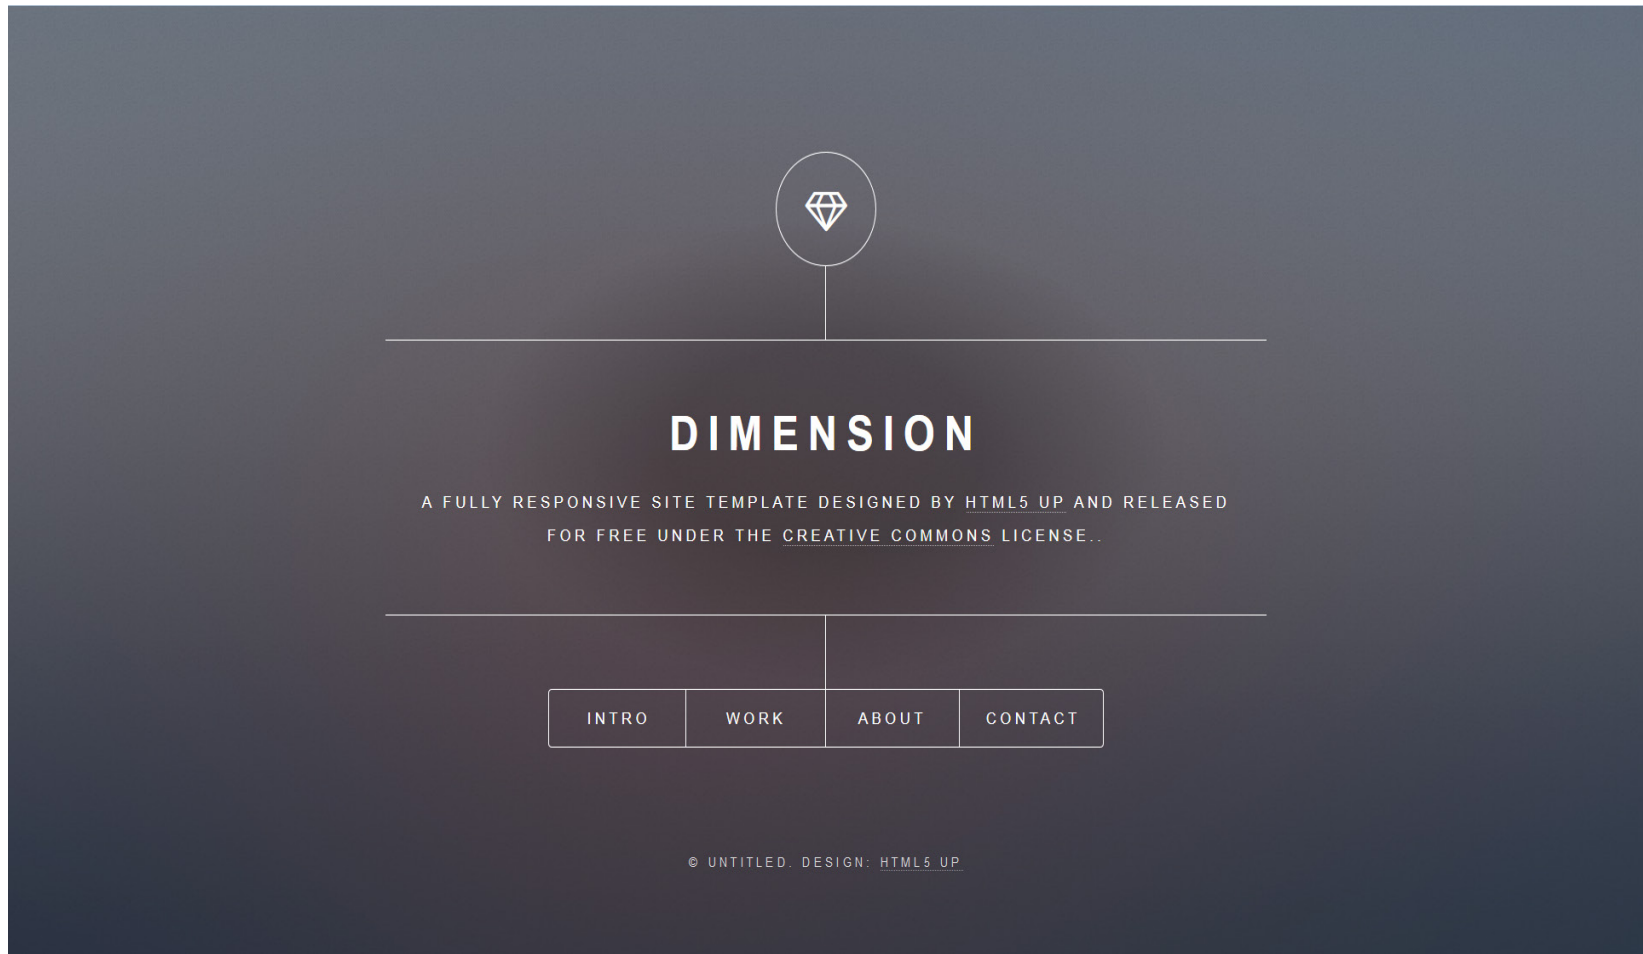 DIMENSION
A FULLY RESPONSIVE SITE TEMPLATE DESIGNED BY HTML5 UP AND RELEASED
FOR FREE UNDER THE CREATIVE COMMONS LICENSE..
INTRO WORK ABOUT CONTACT
© UNTITLED. DESIGN: HTML5 UP